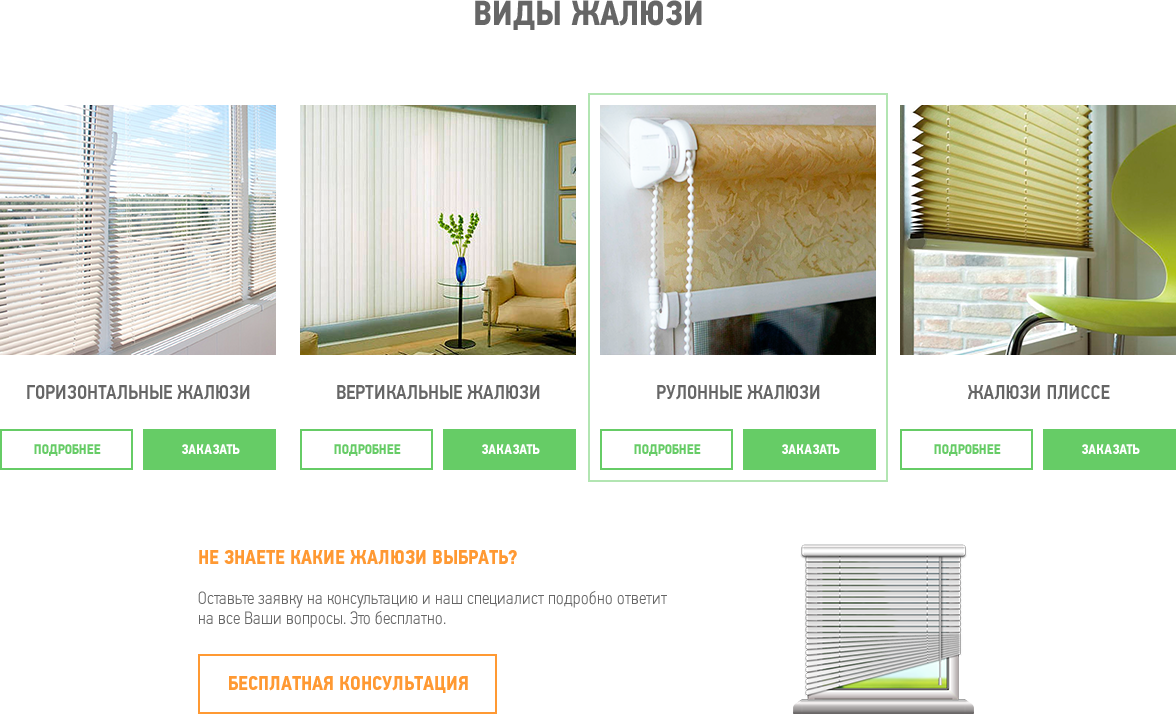 ВИДЫ ЖАЛЮЗИ
ГОРИЗОНТАЛЬНЫЕ ЖАЛЮЗИ
ПОДРОБНЕЕ
ЗАКАЗАТЬ
ВЕРТИКАЛЬНЫЕ ЖАЛЮЗИ
ПОДРОБНЕЕ
ЗАКАЗАТЬ
РУЛОННЫЕ ЖАЛЮЗИ
ПОДРОБНЕЕ
ЗАКАЗАТЬ
ЖАЛЮЗИ ПЛИССЕ
ПОДРОБНЕЕ
ЗАКАЗАТЬ
НЕ ЗНАЕТЕ КАКИЕ ЖАЛЮЗИ ВЫБРАТЬ?
Оставьте заявку на консультацию и наш специалист подробно ответит
на все Ваши вопросы. Это бесплатно.
БЕСПЛАТНАЯ КОНСУЛЬТАЦИЯ